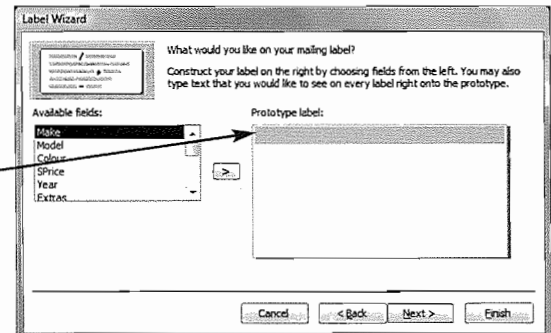 Label Wizard
What would you like on your mailing label?
Construct your label on the right by choosing fields from the left. You may also
type text that you would like to see on every label right onto the prototype.
Available fields:
Prototype label:
Make
Model
Colour
SPrice
Year
Extras
>
Cancel
< Back
Next >
Finish